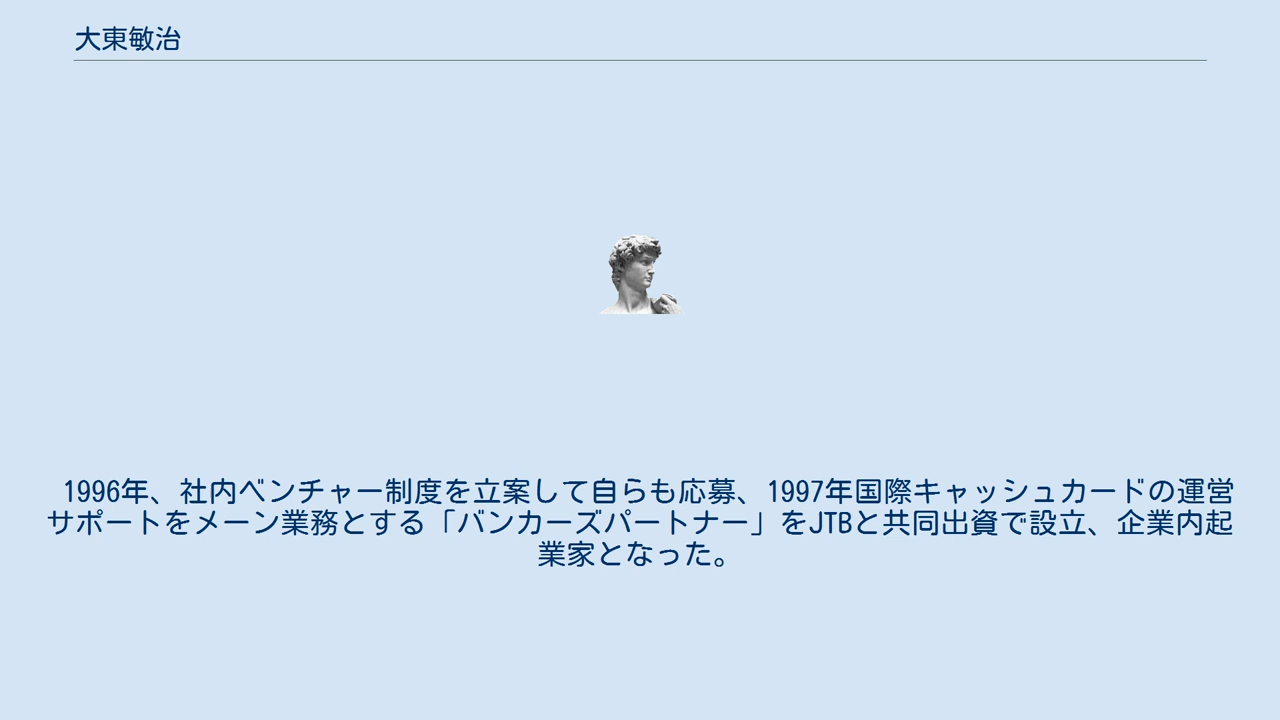 大東敏治
1996年、社内ベンチャー制度を立案して自らも応募、1997年国際キャッシュカードの運営
サポートをメーン業務とする「バンカーズパートナー」をJTBと共同出資で設立、企業内起
業家となった。